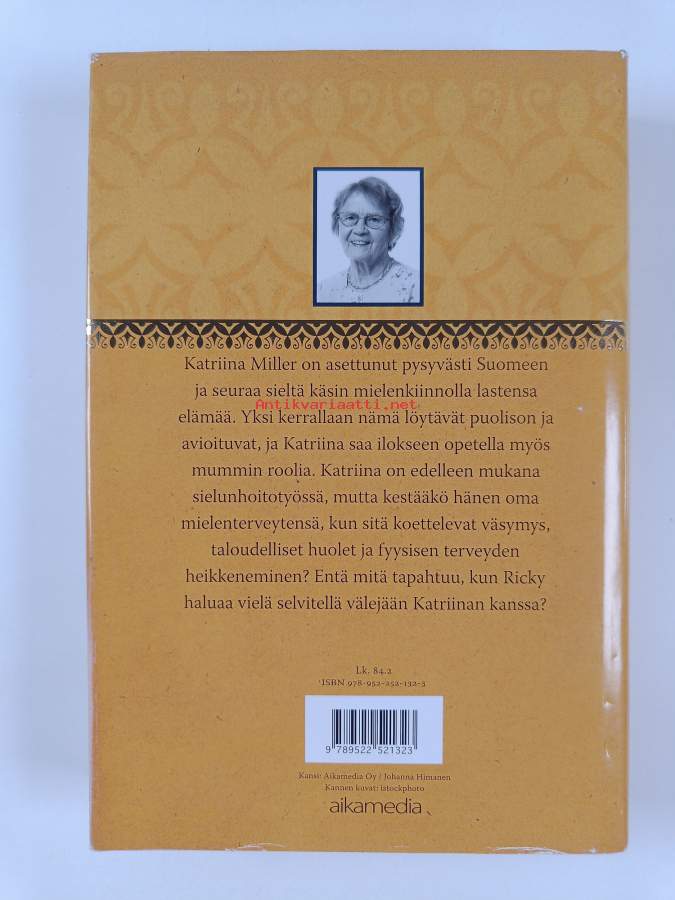 Katriina Miller on asettunut pysyvästi Suomeen
ja seuraa sieltä käsin mielenkiinnolla lastensa
Antikvariaatti.net
elämää. Yksi kerrallaan nämä löytävät puolison ja
avioituvat, ja Katriina saa ilokseen opetella myös
mummin roolia. Katriina on edelleen mukana
sielunhoitotyössä, mutta kestääkö hänen oma
mielenterveytensä, kun sitä koettelevat väsymys,
taloudelliset huolet ja fyysisen terveyden
heikkeneminen? Entä mitä tapahtuu, kun Ricky
haluaa vielä selvitellä välejään Katriinan kanssa?
Lk. 84.2
ISBN 978-952-252-132-3
9 789522 521323
Kansi: Aikamedia Oy / Johanna Himanen
Kannen kuvat: istockphoto
aikamedia